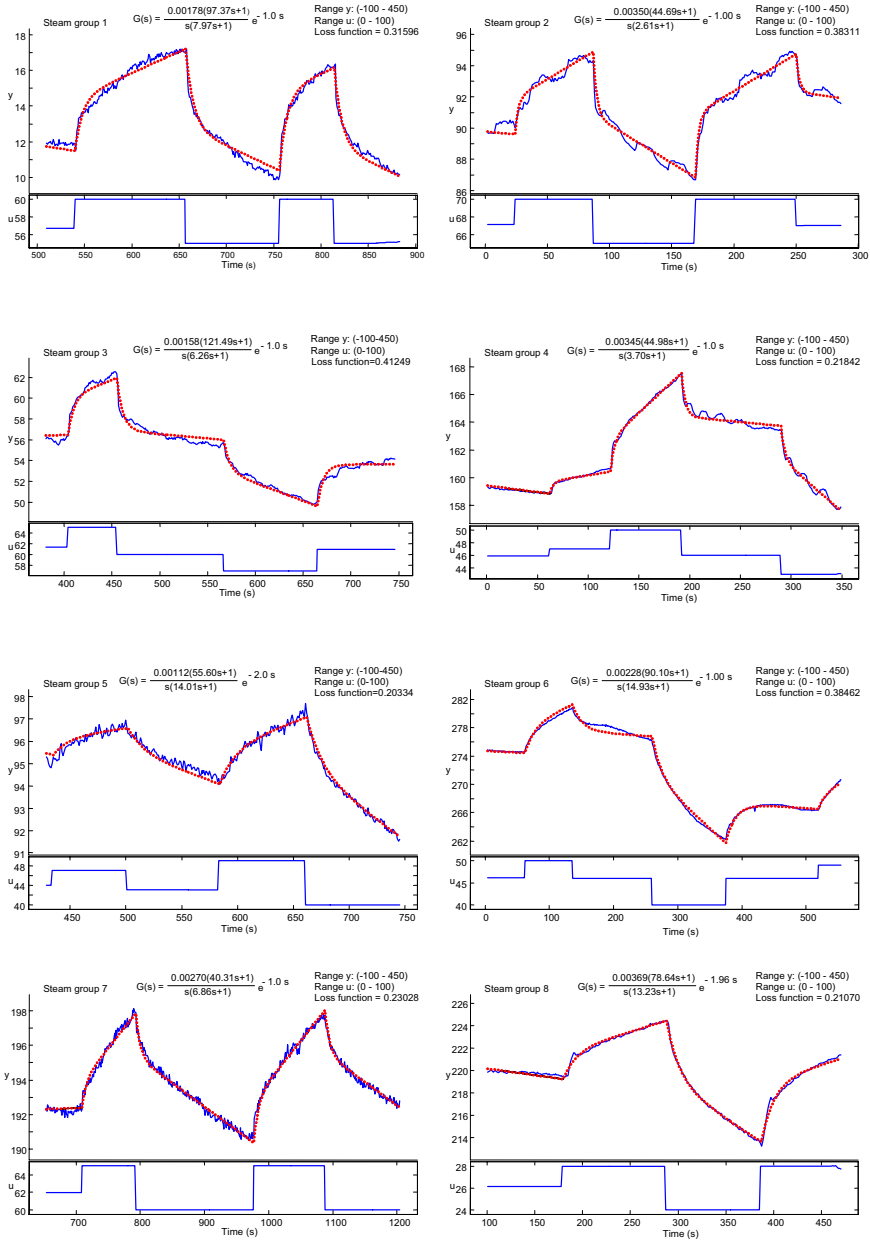 Steam group 1
G(s) = 0.00178(97.37s+1) / s(7.97s+1) e^- 1.0 s
Range y: (-100 - 450)
Range u: (0 - 100)
Loss function = 0.31596
18
16
14
12
10
y
60
58
56
u
500 550 600 650 700 750 800 850 900
Time (s)
Steam group 2
G(s) = 0.00350(44.69s+1) / s(2.61s+1) e^- 1.00s
Range y: (-100 - 450)
Range u: (0 - 100)
Loss function = 0.38311
96
94
92
90
88
86
y
70
68
66
u
0 50 100 150 200 250 300
Time (s)
Steam group 3
G(s) = 0.00158(121.49s+1) / s(6.26s+1) e^- 1.0 s
Range y: (-100-450)
Range u: (0-100)
Loss function=0.41249
62
60
58
56
54
52
50
y
64
62
60
58
u
400 450 500 550 600 650 700 750
Time (s)
Steam group 4
G(s) = 0.00345(44.98s+1) / s(3.70s+1) e^- 1.0s
Range y: (-100 - 450)
Range u: (0 - 100)
Loss function = 0.21842
168
164
160
158
y
50
48
46
44
u
0 50 100 150 200 250 300 350
Time (s)
Steam group 5
G(s) = 0.00112(55.60s+1) / s(14.01s+1) e^- 2.0s
Range y: (-100-450)
Range u: (0-100)
Loss function=0.20334
98
97
96
95
94
93
92
91
y
48
44
40
u
450 500 550 600 650 700 750
Time (s)
Steam group 6
G(s) = 0.00228(90.10s+1) / s(14.93s+1) e^- 1.00 s
Range y: (-100 - 450)
Range u: (0 - 100)
Loss function = 0.38462
282
278
274
270
266
262
y
50
45
40
u
0 100 200 300 400 500
Time (s)
Steam group 7
G(s) = 0.00270(40.31s+1) / s(6.86s+1) e^- 1.0 s
Range y: (-100 - 450)
Range u: (0 - 100)
Loss function = 0.23028
198
196
194
192
190
y
64
62
60
u
700 800 900 1000 1100 1200
Time (s)
Steam group 8
G(s) = 0.00369(78.64s+1) / s(13.23s+1) e^- 1.96 s
Range y: (-100 - 450)
Range u: (0 - 100)
Loss function = 0.21070
226
224
220
218
214
y
28
26
24
u
100 150 200 250 300 350 400 450
Time (s)